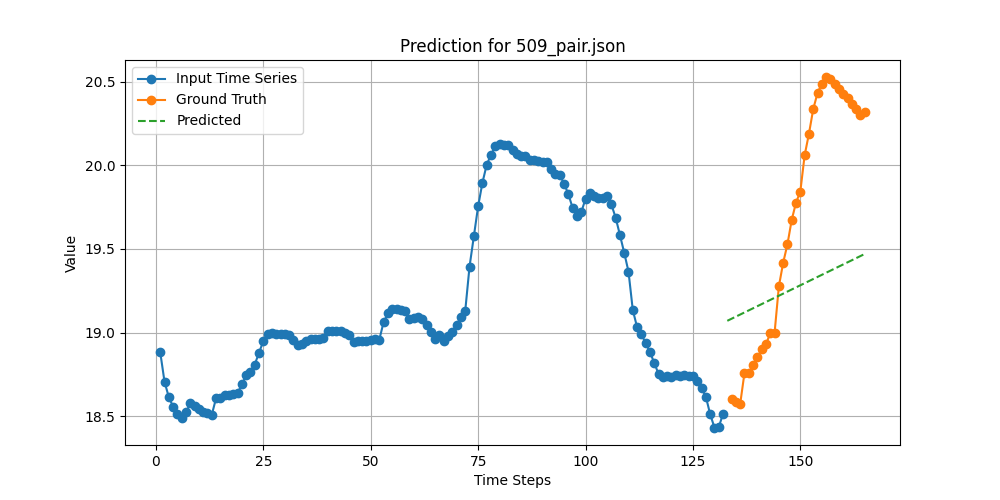 Prediction for 509_pair.json
Input Time Series
Ground Truth
Predicted
20.5
20.0
19.5
19.0
18.5
Value
0 25 50 75 100 125 150
Time Steps